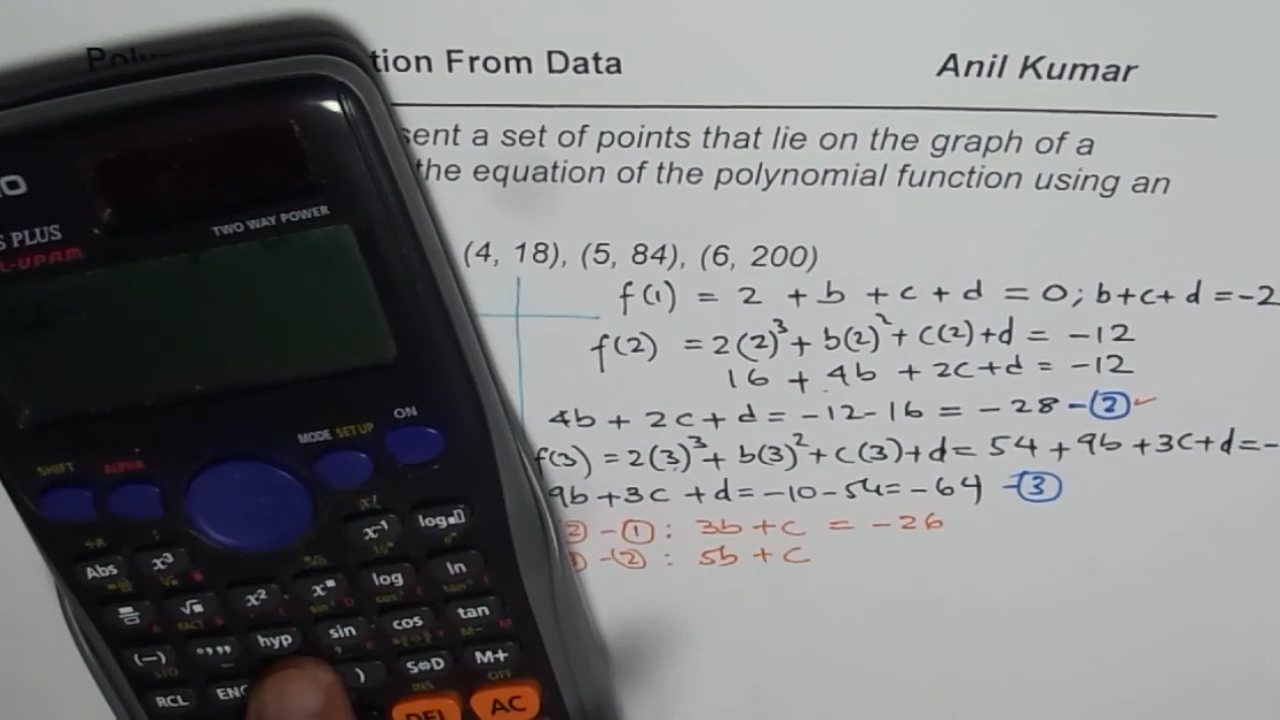 tion From Data Anil Kumar
sent a set of points that lie on the graph of a
the equation of the polynomial function using an
(4, 18), (5, 84), (6, 200)
f(1) = 2 + b + c + d = 0; b+c+d = -2
f(2) = 2(2)³ + b(2)² + c(2) + d = -12
16 + 4b + 2c + d = -12
4b + 2c + d = -12 - 16 = -28 - ② ✓
f(3) = 2(3)³ + b(3)² + c(3) + d = 54 + 9b + 3c + d = -
9b + 3c + d = -10 - 54 = -64 - ③
② - ① : 3b + c = -26
- ② : 5b + c
S PLUS
TWO WAY POWER
ON
MODE SETUP
SHIFT ALPHA
x! 
Abs x³ x⁻¹ log
√ x² log ln
(−) hyp sin cos tan
RCL ENG ) S⇔D M+
INS OFF
DEL AC